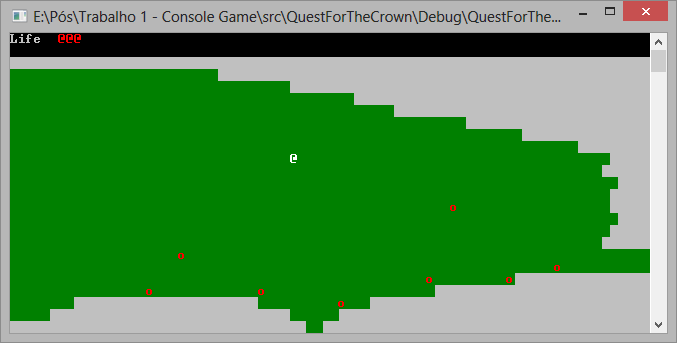 E:\Pós\Trabalho 1 - Console Game\src\QuestForTheCrown\Debug\QuestForThe...
Life @@@
@